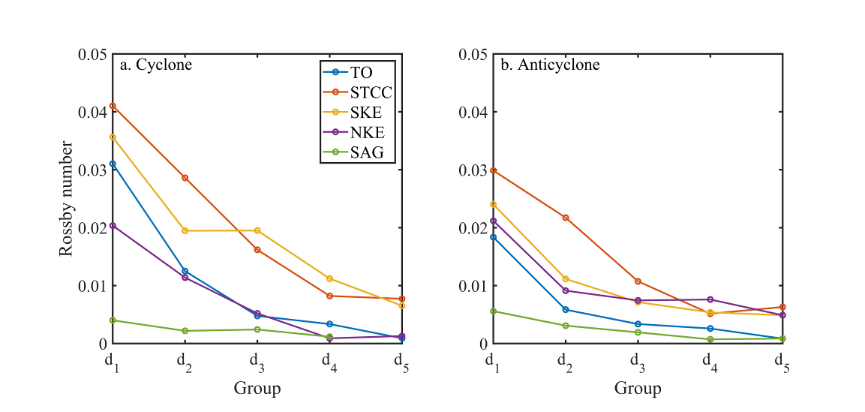 a. Cyclone
0.05
0.04
0.03
0.02
0.01
0
Rossby number
TO
STCC
SKE
NKE
SAG
d1 d2 d3 d4 d5
Group
b. Anticyclone
0.05
0.04
0.03
0.02
0.01
0
d1 d2 d3 d4 d5
Group